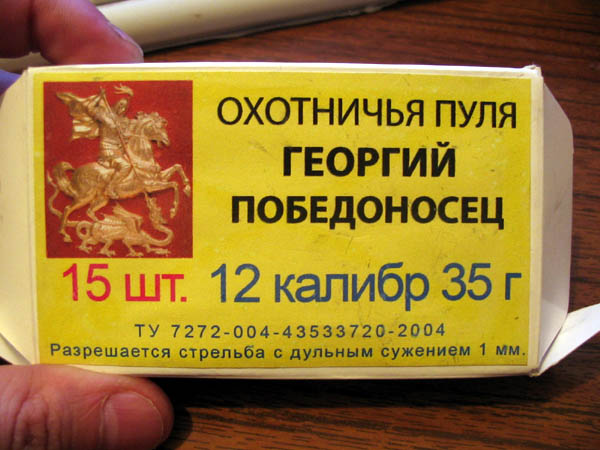 ОХОТНИЧЬЯ ПУЛЯ
ГЕОРГИЙ
ПОБЕДОНОСЕЦ
15 шт. 12 калибр 35 г
ТУ 7272-004-43533720-2004
Разрешается стрельба с дульным сужением 1 мм.